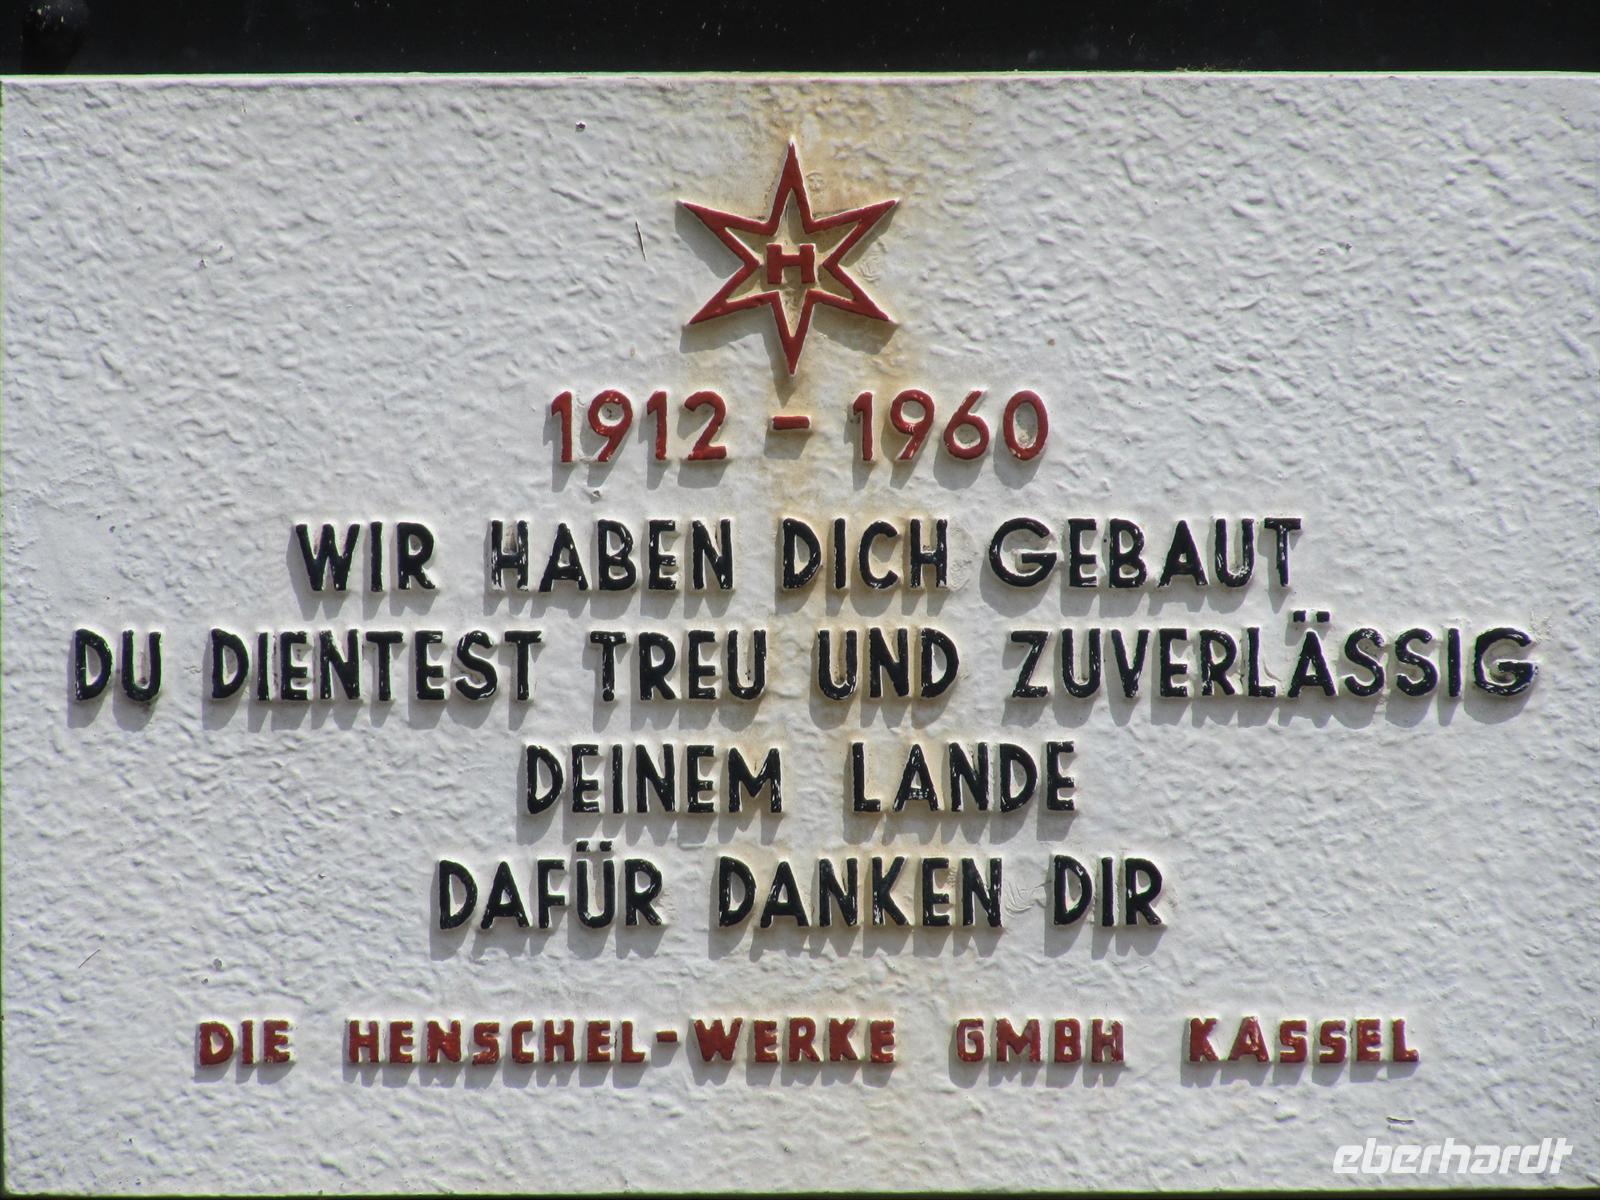 H
1912 - 1960
WIR HABEN DICH GEBAUT
DU DIENTEST TREU UND ZUVERLÄSSIG
DEINEM LANDE
DAFÜR DANKEN DIR
DIE HENSCHEL-WERKE GMBH KASSEL
eberhardt